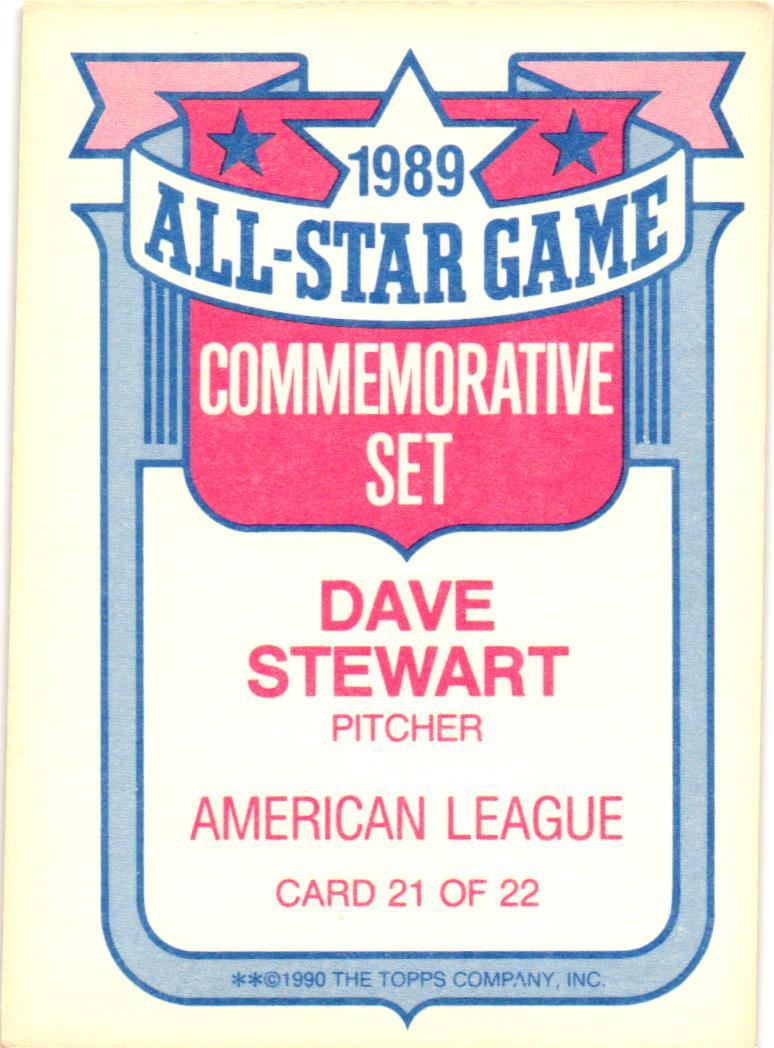 1989
ALL-STAR GAME
COMMEMORATIVE
SET
DAVE
STEWART
PITCHER
AMERICAN LEAGUE
CARD 21 OF 22
**©1990 THE TOPPS COMPANY, INC.